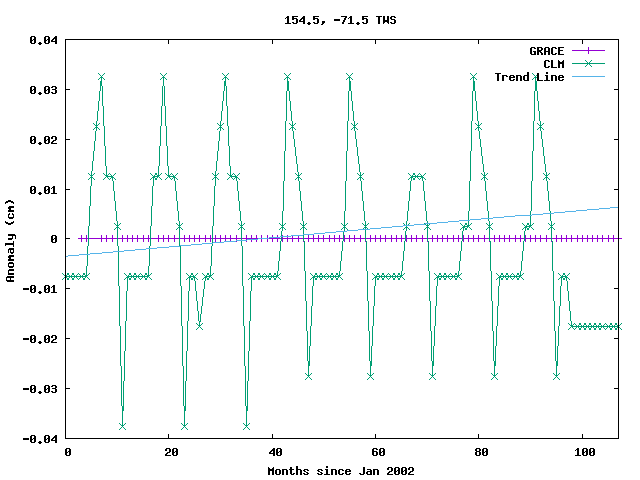 154.5, -71.5 TWS
GRACE
CLM
Trend Line
0.04
0.03
0.02
0.01
0
-0.01
-0.02
-0.03
-0.04
Anomaly (cm)
0 20 40 60 80 100
Months since Jan 2002